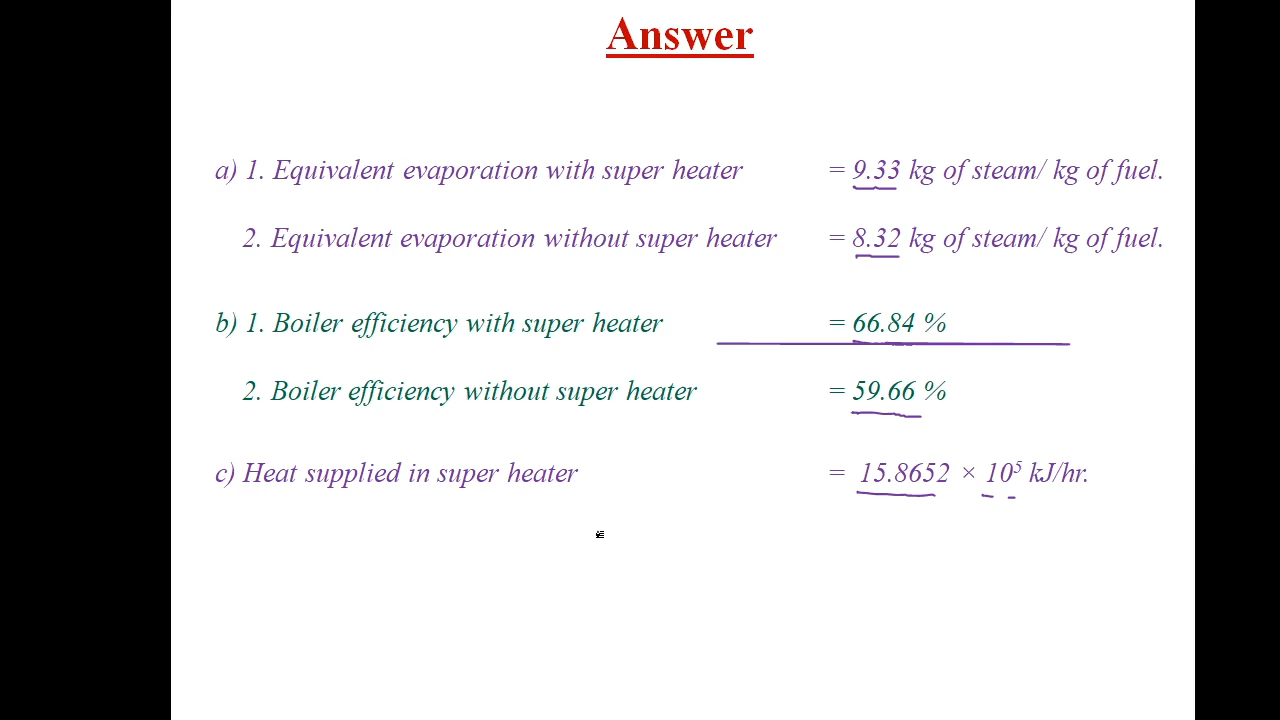 Answer
a) 1. Equivalent evaporation with super heater = 9.33 kg of steam/ kg of fuel.
2. Equivalent evaporation without super heater = 8.32 kg of steam/ kg of fuel.
b) 1. Boiler efficiency with super heater = 66.84 %
2. Boiler efficiency without super heater = 59.66 %
c) Heat supplied in super heater = 15.8652 × 10⁵ kJ/hr.